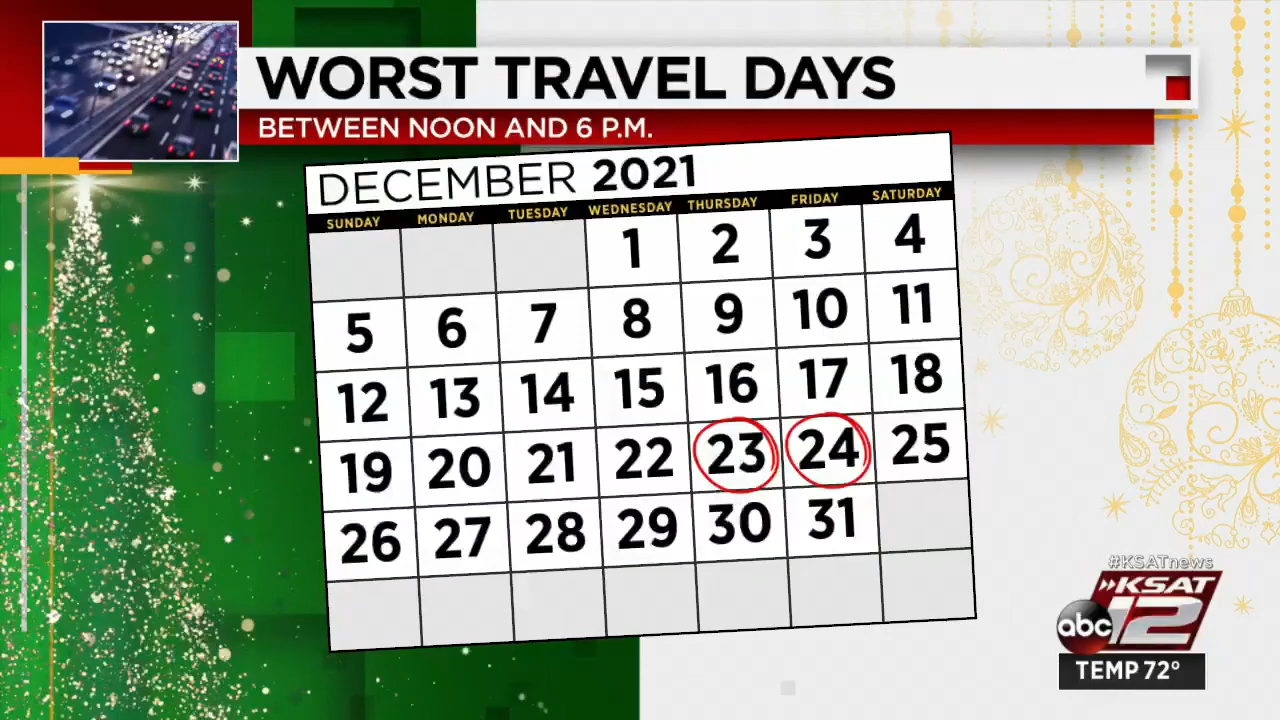 WORST TRAVEL DAYS
BETWEEN NOON AND 6 P.M.
DECEMBER 2021
SUNDAY MONDAY TUESDAY WEDNESDAY THURSDAY FRIDAY SATURDAY
1 2 3 4
5 6 7 8 9 10 11
12 13 14 15 16 17 18
19 20 21 22 23 24 25
26 27 28 29 30 31
#KSATnews
KSAT
abc 12
TEMP 72°